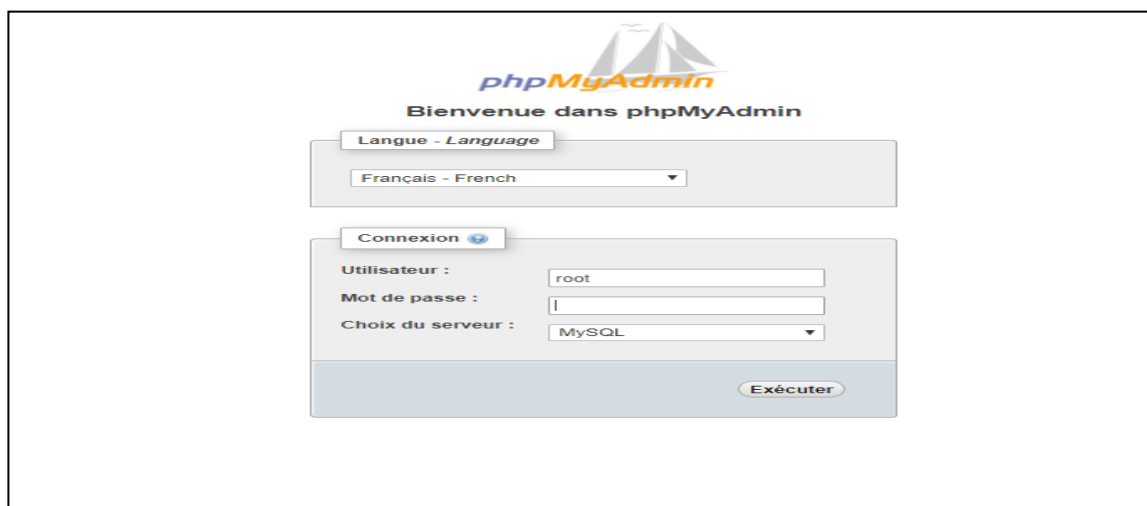 phpMyAdmin
Bienvenue dans phpMyAdmin
Langue - Language
Français - French
Connexion
Utilisateur :
root
Mot de passe :
Choix du serveur :
MySQL
Exécuter